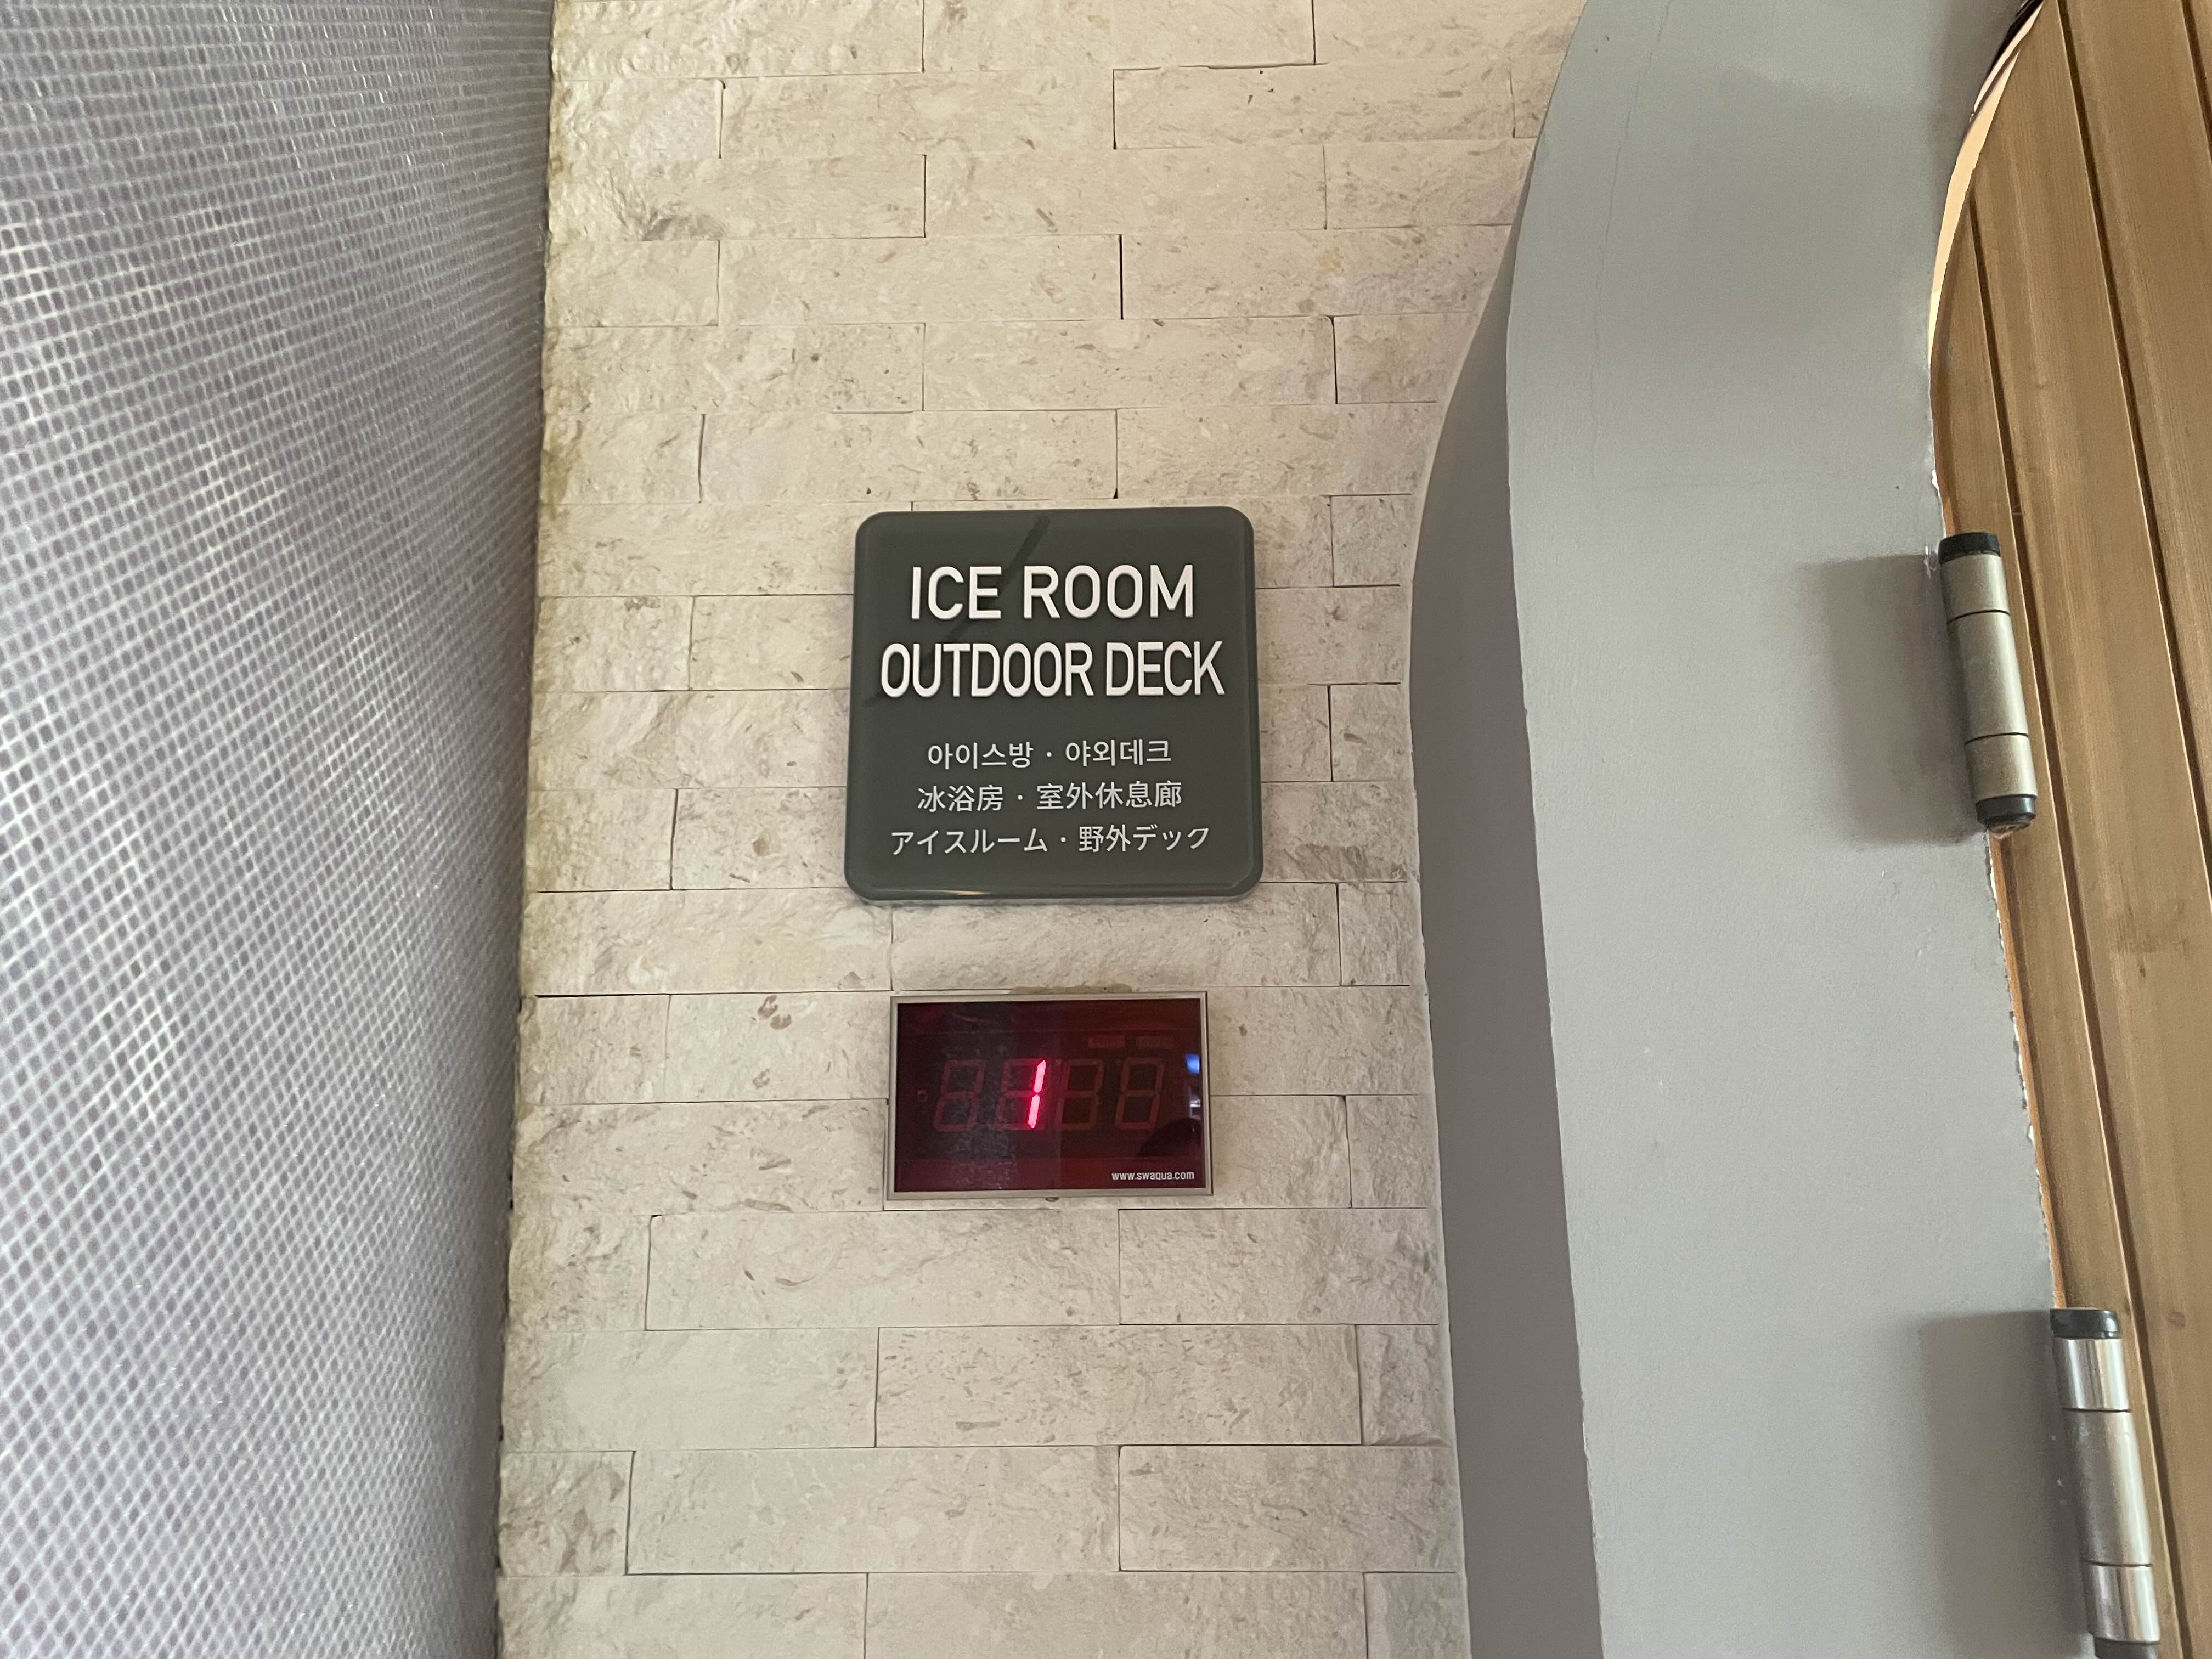 ICE ROOM
OUTDOOR DECK
아이스방 · 야외데크
冰浴房 · 室外休息廊
アイスルーム · 野外デック
1
www.swaqua.com